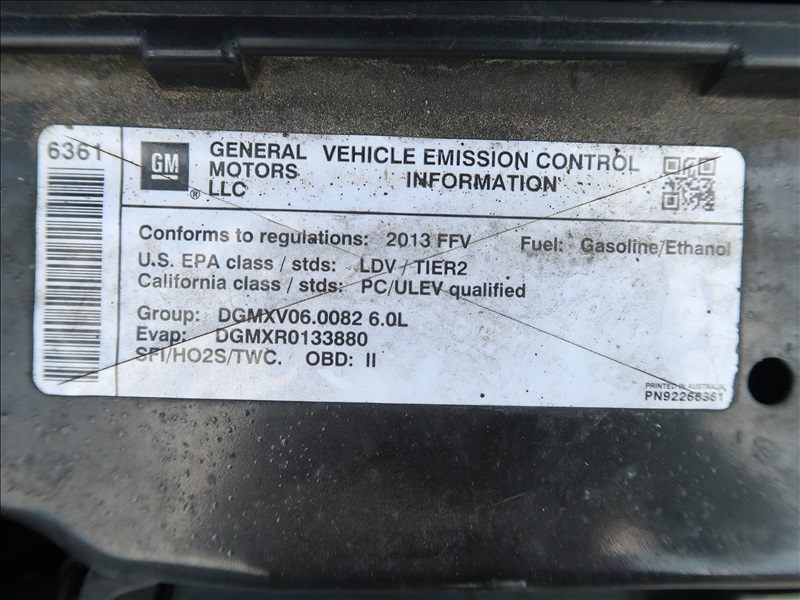 6361
GM
®
GENERAL
MOTORS
LLC
VEHICLE EMISSION CONTROL
INFORMATION
Conforms to regulations: 2013 FFV Fuel: Gasoline/Ethanol
U.S. EPA class / stds: LDV / TIER2
California class / stds: PC/ULEV qualified
Group: DGMXV06.0082 6.0L
Evap: DGMXR0133880
SFI/HO2S/TWC. OBD: II
PRINTED IN AUSTRALIA
PN92266361